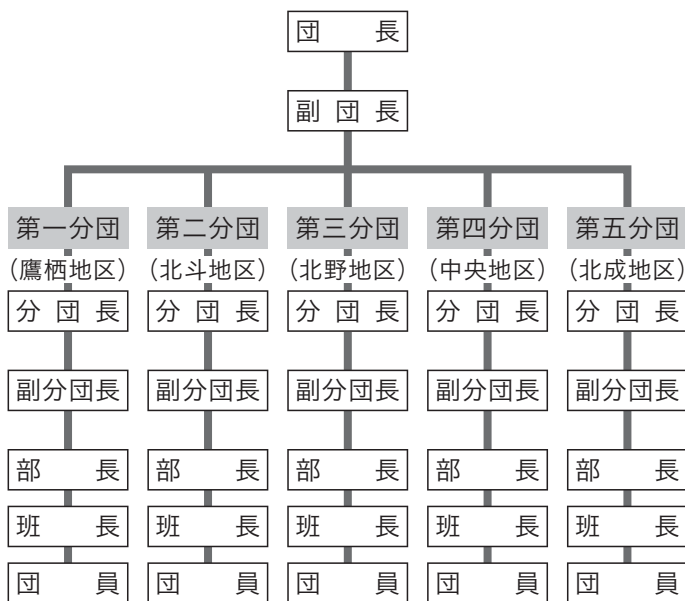 団長
副団長
第一分団 第二分団 第三分団 第四分団 第五分団
(鷹栖地区) (北斗地区) (北野地区) (中央地区) (北成地区)
分団長 分団長 分団長 分団長 分団長
副分団長 副分団長 副分団長 副分団長 副分団長
部長 部長 部長 部長 部長
班長 班長 班長 班長 班長
団員 団員 団員 団員 団員